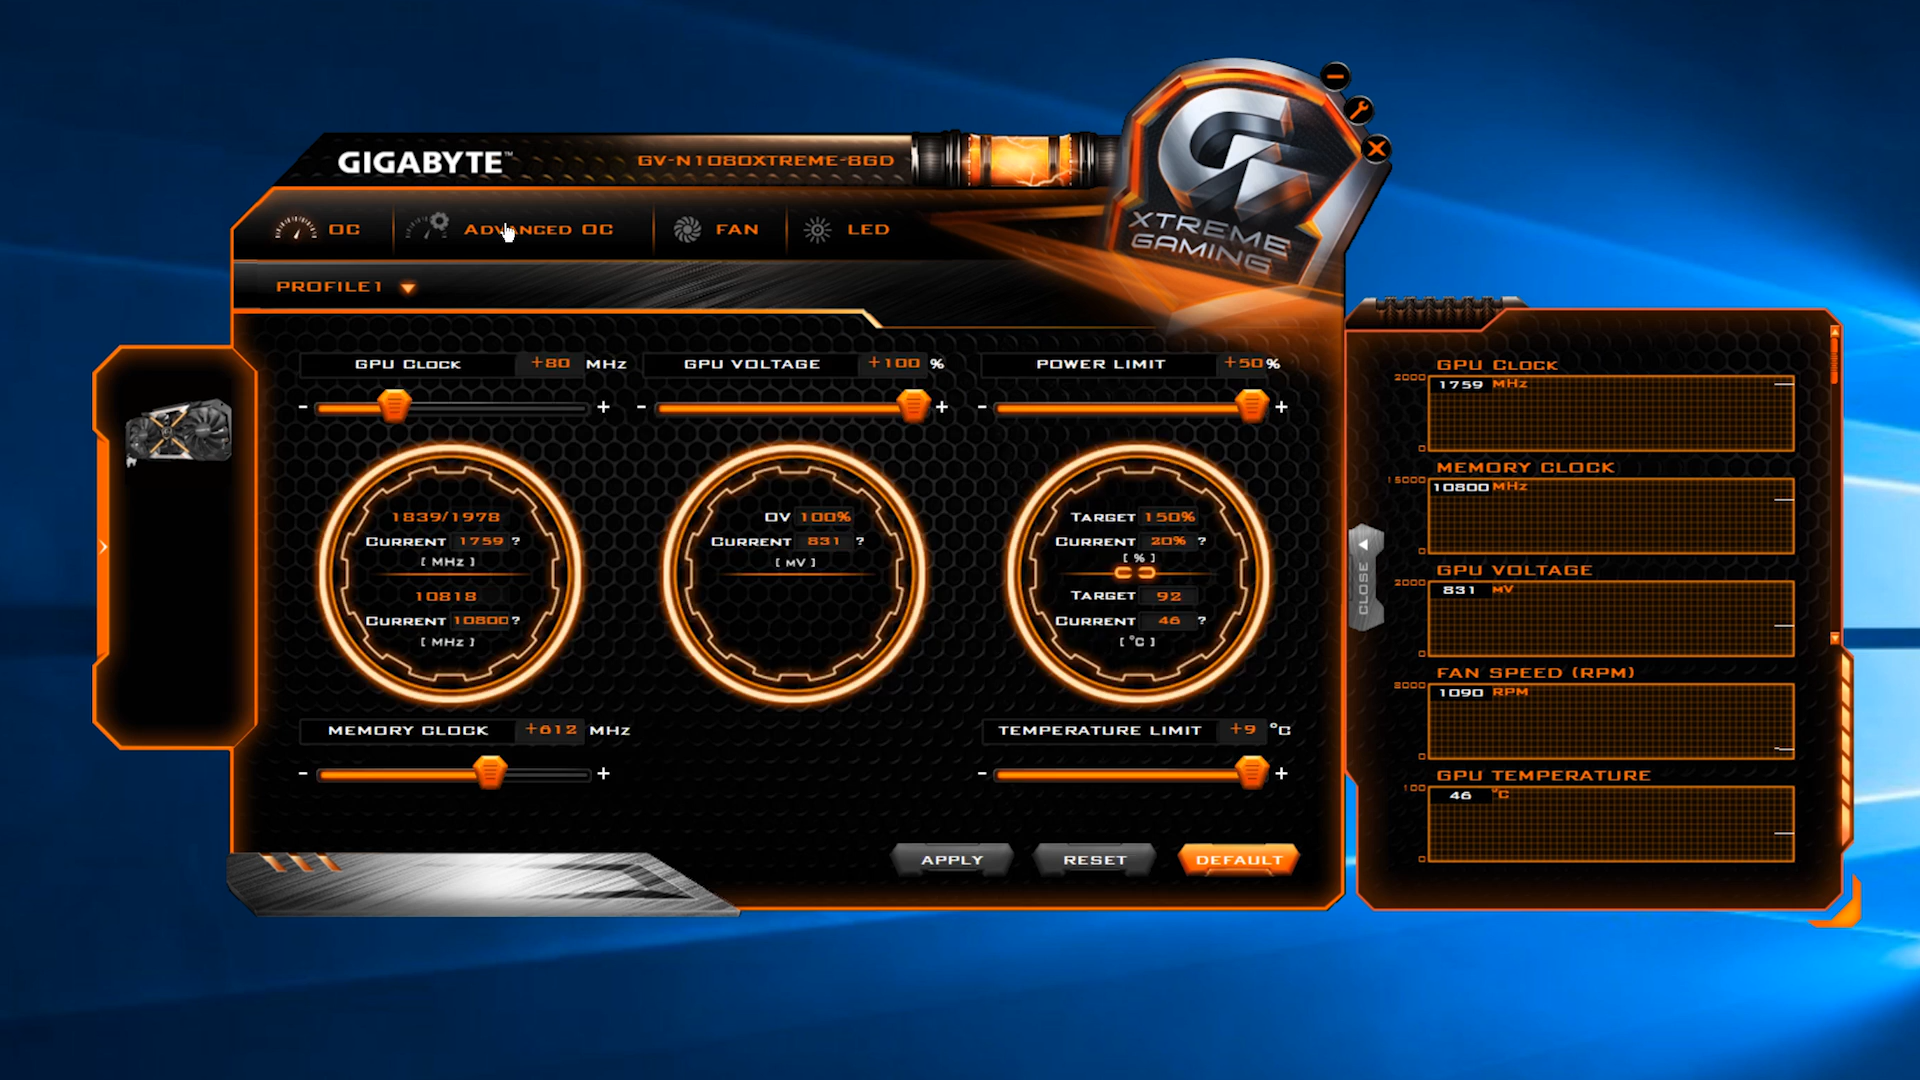 GIGABYTE™
GV-N1080XTREME-8GD
XTREME
GAMING
OC
ADVANCED OC
FAN
LED
PROFILE1
GPU CLOCK +80 MHZ
GPU VOLTAGE +100 %
POWER LIMIT +50 %
- +
- +
- +
1839/1978
CURRENT 1759 ?
[ MHZ ]
10818
CURRENT 10800 ?
[ MHZ ]
OV 100%
CURRENT 831 ?
[ MV ]
TARGET 150%
CURRENT 20% ?
[ % ]
TARGET 92
CURRENT 46 ?
[ °C ]
MEMORY CLOCK +612 MHZ
- +
TEMPERATURE LIMIT +9 °C
- +
APPLY
RESET
DEFAULT
CLOSE
GPU CLOCK
2000
1759 MHZ
0
MEMORY CLOCK
15000
10800 MHZ
0
GPU VOLTAGE
2000
831 MV
0
FAN SPEED (RPM)
8000
1090 RPM
0
GPU TEMPERATURE
100
46 °C
0